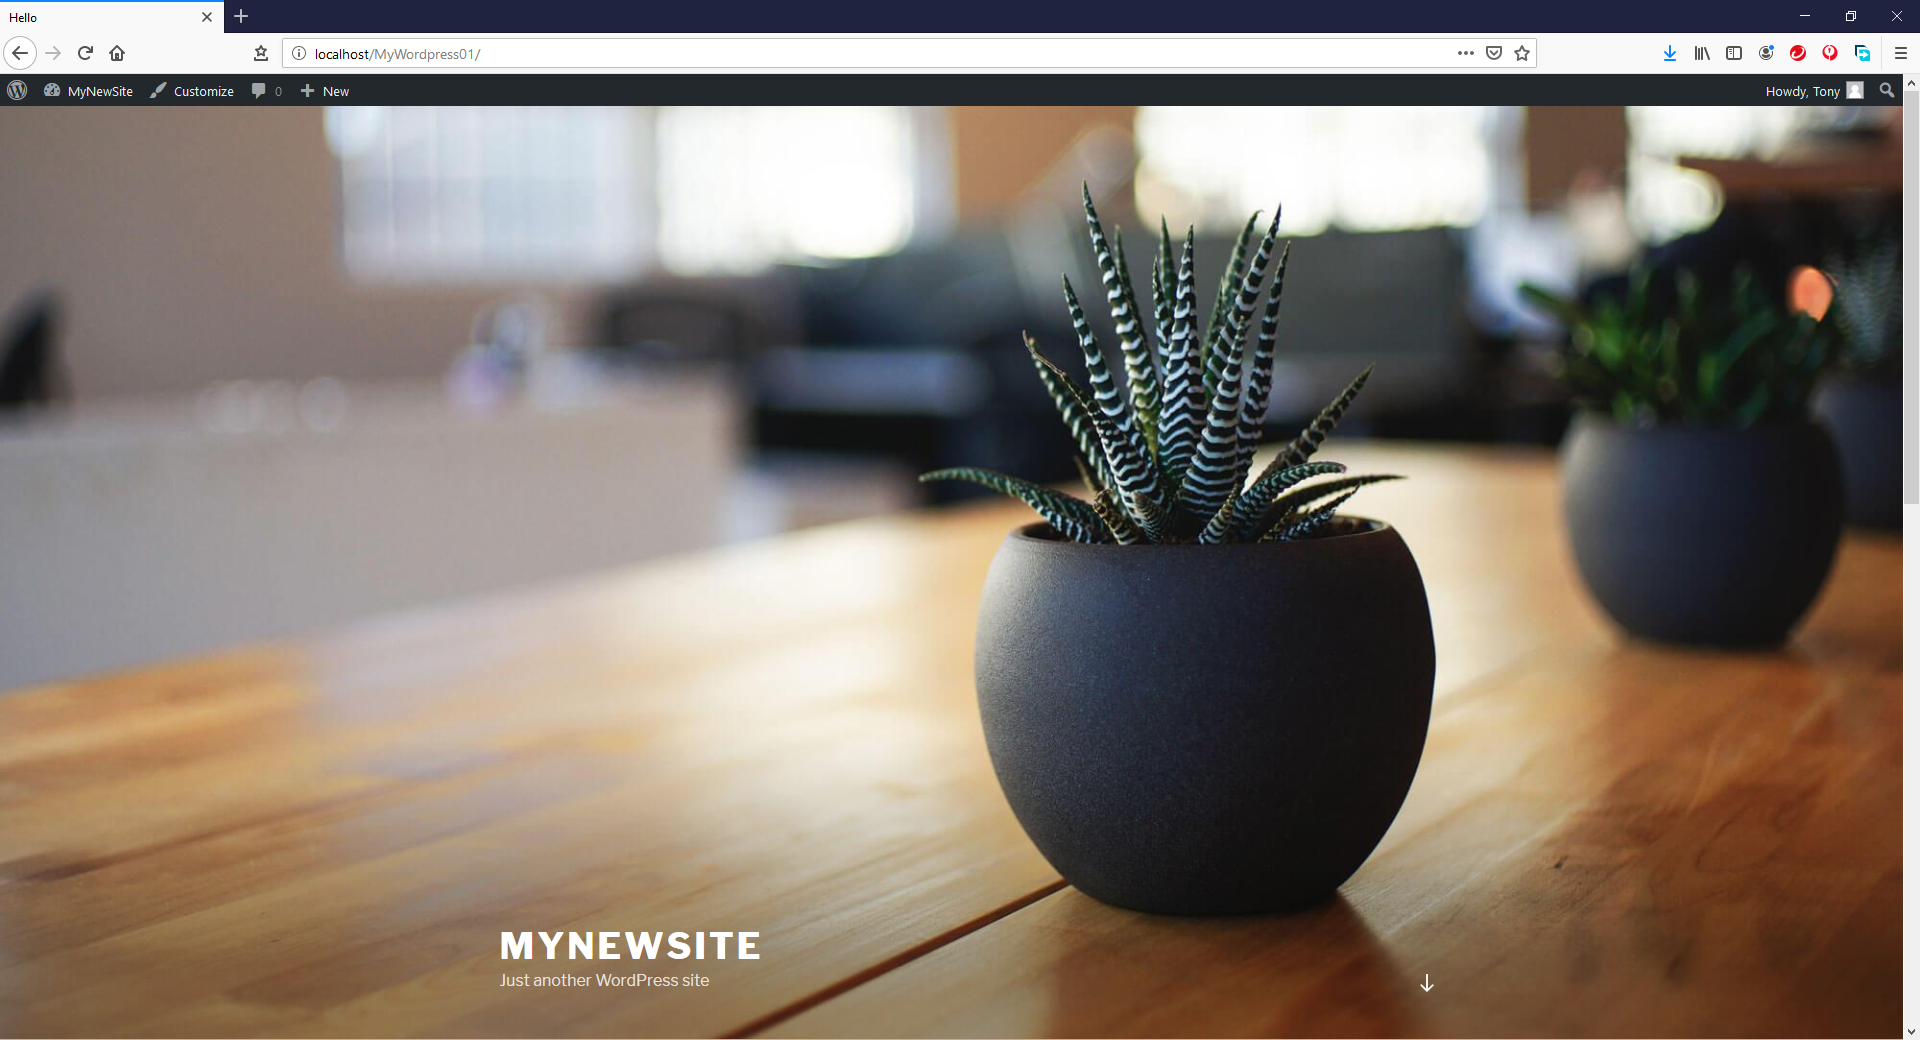 Hello
localhost/MyWordpress01/
MyNewSite Customize 0 New Howdy, Tony
MYNEWSITE
Just another WordPress site